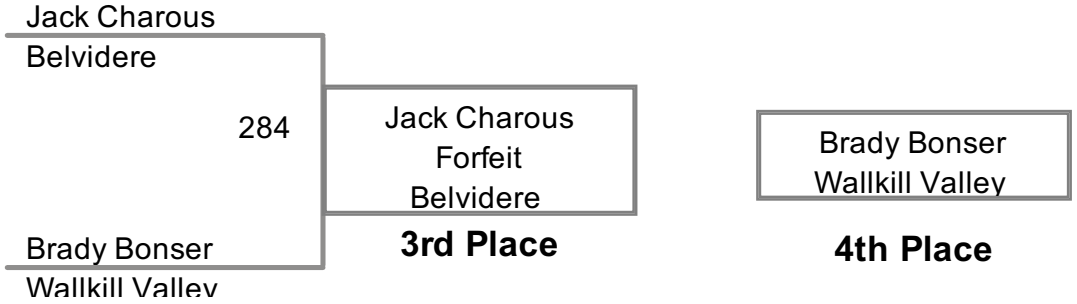 Jack Charous
Belvidere
284
Jack Charous
Forfeit
Belvidere
3rd Place
Brady Bonser
Wallkill Valley
4th Place
Brady Bonser
Wallkill Valley